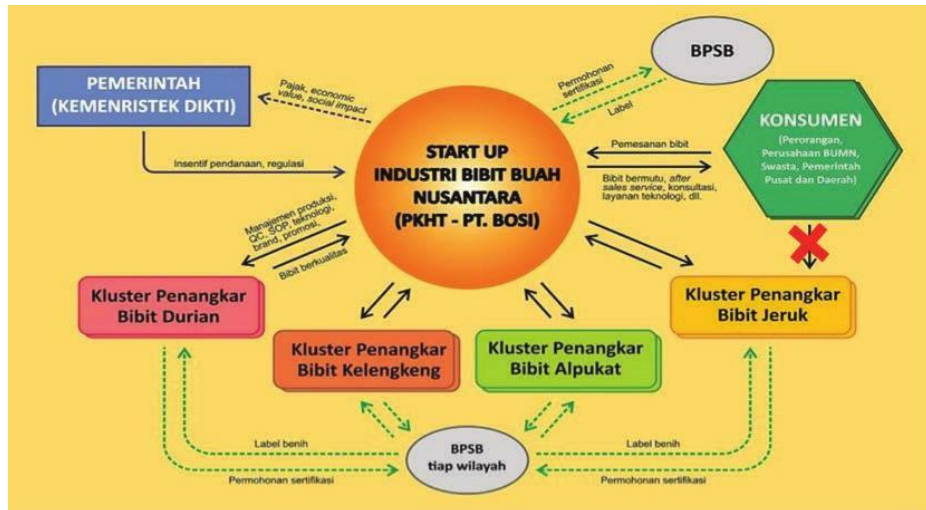 BPSB
PEMERINTAH
(KEMENRISTEK DIKTI)
Pajak, economic
value, social impact
Permohonan
sertifikasi
Label
KONSUMEN
(Perorangan,
Perusahaan BUMN,
Swasta, Pemerintah
Pusat dan Daerah)
START UP
INDUSTRI BIBIT BUAH
NUSANTARA
(PKHT - PT. BOSI)
Pemesanan bibit
Insentif pendanaan, regulasi
Bibit bermutu, after
sales service, konsultasi,
layanan teknologi, dll.
Manajemen produksi,
QC, SOP, teknologi,
brand, promosi,
Bibit berkualitas
Kluster Penangkar
Bibit Durian
Kluster Penangkar
Bibit Jeruk
Kluster Penangkar
Bibit Kelengkeng
Kluster Penangkar
Bibit Alpukat
Label benih
BPSB
tiap wilayah
Label benih
Permohonan sertifikasi
Permohonan sertifikasi